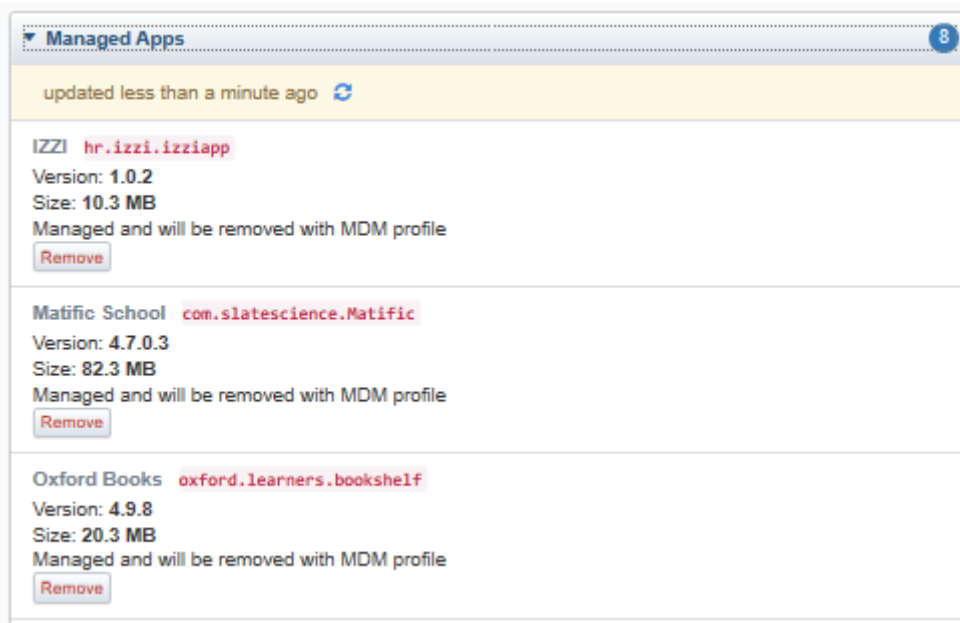 Managed Apps 8
updated less than a minute ago
IZZI hr.izzi.izziapp
Version: 1.0.2
Size: 10.3 MB
Managed and will be removed with MDM profile
Remove
Matific School com.slatescience.Matific
Version: 4.7.0.3
Size: 82.3 MB
Managed and will be removed with MDM profile
Remove
Oxford Books oxford.learners.bookshelf
Version: 4.9.8
Size: 20.3 MB
Managed and will be removed with MDM profile
Remove